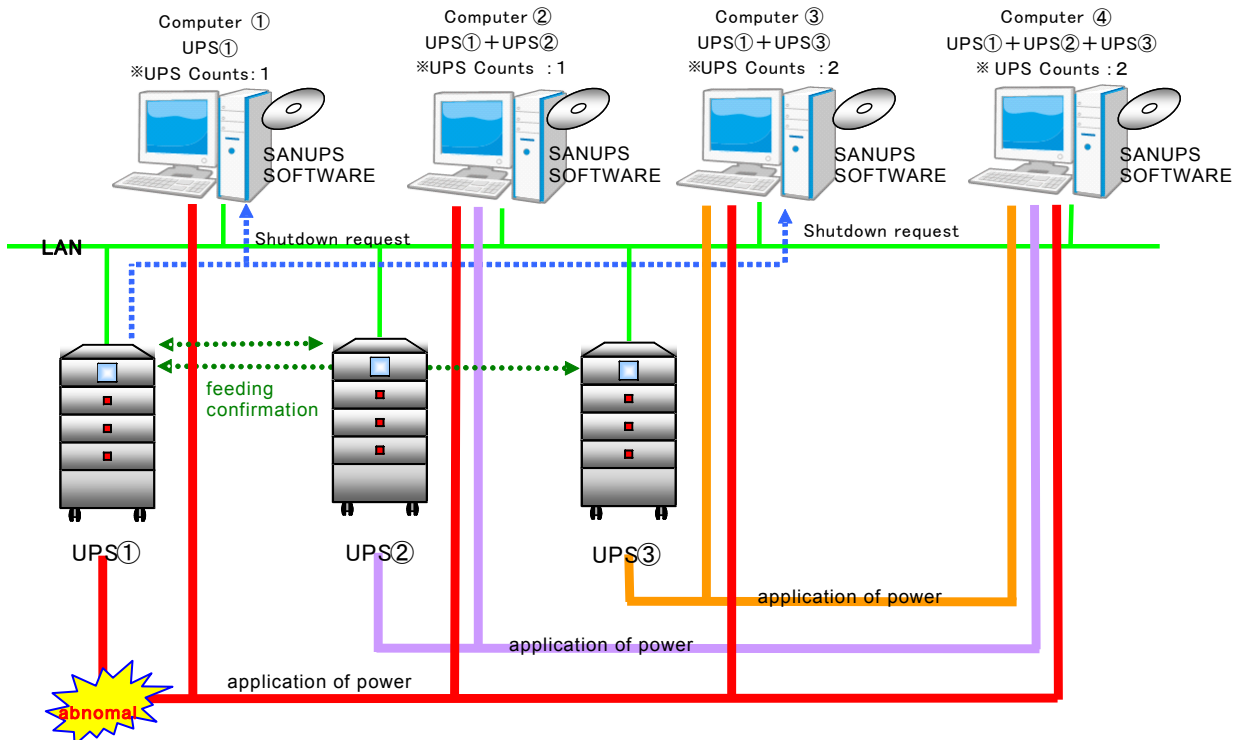 Computer ①
UPS①
※UPS Counts: 1
Computer ②
UPS①+UPS②
※UPS Counts :1
Computer ③
UPS①+UPS③
※UPS Counts :2
Computer ④
UPS①+UPS②+UPS③
※ UPS Counts :2
SANUPS
SOFTWARE
SANUPS
SOFTWARE
SANUPS
SOFTWARE
SANUPS
SOFTWARE
LAN
Shutdown request
Shutdown request
feeding
confirmation
UPS①
UPS②
UPS③
application of power
application of power
application of power
abnomal